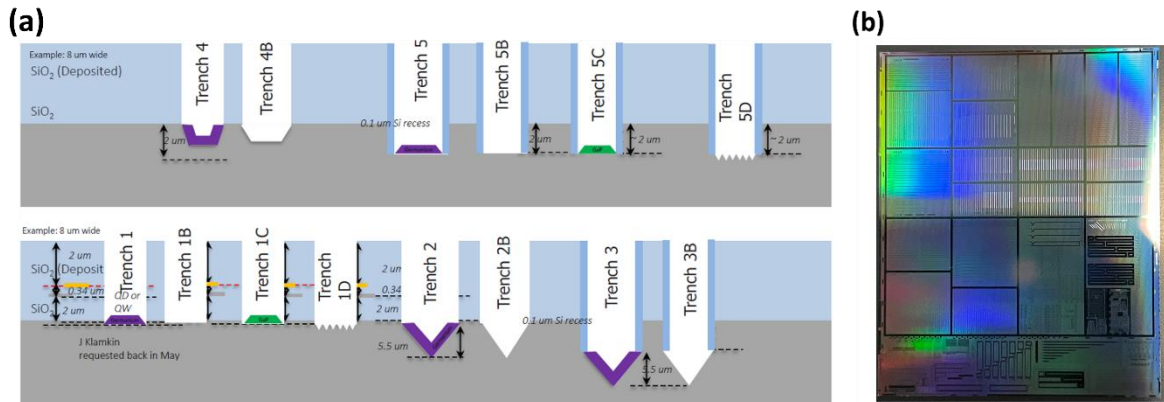 (a)
(b)
Example: 8 um wide
SiO₂ (Deposited)
SiO₂
Trench 4
Trench 4B
Trench 5
Trench 5B
Trench 5C
Trench
5D
2 um
0.1 um Si recess
Germanium
2 um
GaP
~ 2 um
~ 2 um
Example: 8 um wide
2 um
SiO₂ (Deposit
0.34 um
SiO₂
2 um
Trench 1
QD or
QW
Trench 1B
Trench 1C
GaP
Trench
1D
2 um
0.34
2 um
Trench 2
Trench 2B
0.1 um Si recess
Trench 3
Trench 3B
J Klamkin
requested back in May
5.5 um
5.5 um